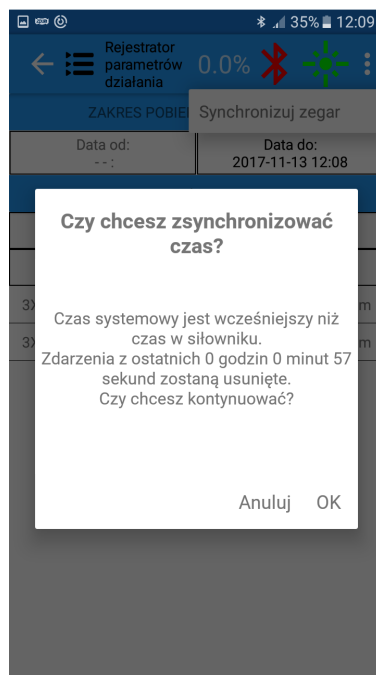 35% 12:09
Rejestrator
parametrów
działania
0.0%
ZAKRES POBIE
Synchronizuj zegar
Data od:
- - :
Data
do:
2017-11-13 12:08
Czy chcesz zsynchronizować
czas?
3X
m
3X
m
Czas systemowy jest wcześniejszy niż
czas w siłowniku.
Zdarzenia z ostatnich 0 godzin 0 minut 57
sekund zostaną usunięte.
Czy chcesz kontynuować?
Anuluj OK